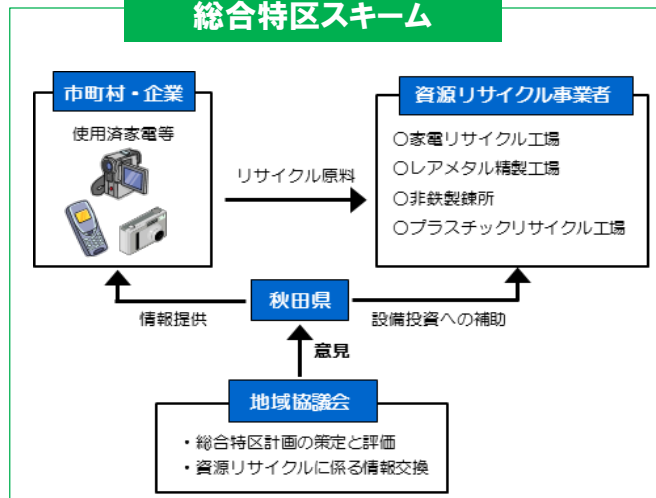 総合特区スキーム
市町村・企業
使用済家電等
リサイクル原料
資源リサイクル事業者
○家電リサイクル工場
○レアメタル精製工場
○非鉄製錬所
○プラスチックリサイクル工場
情報提供
秋田県
設備投資への補助
意見
地域協議会
・総合特区計画の策定と評価
・資源リサイクルに係る情報交換